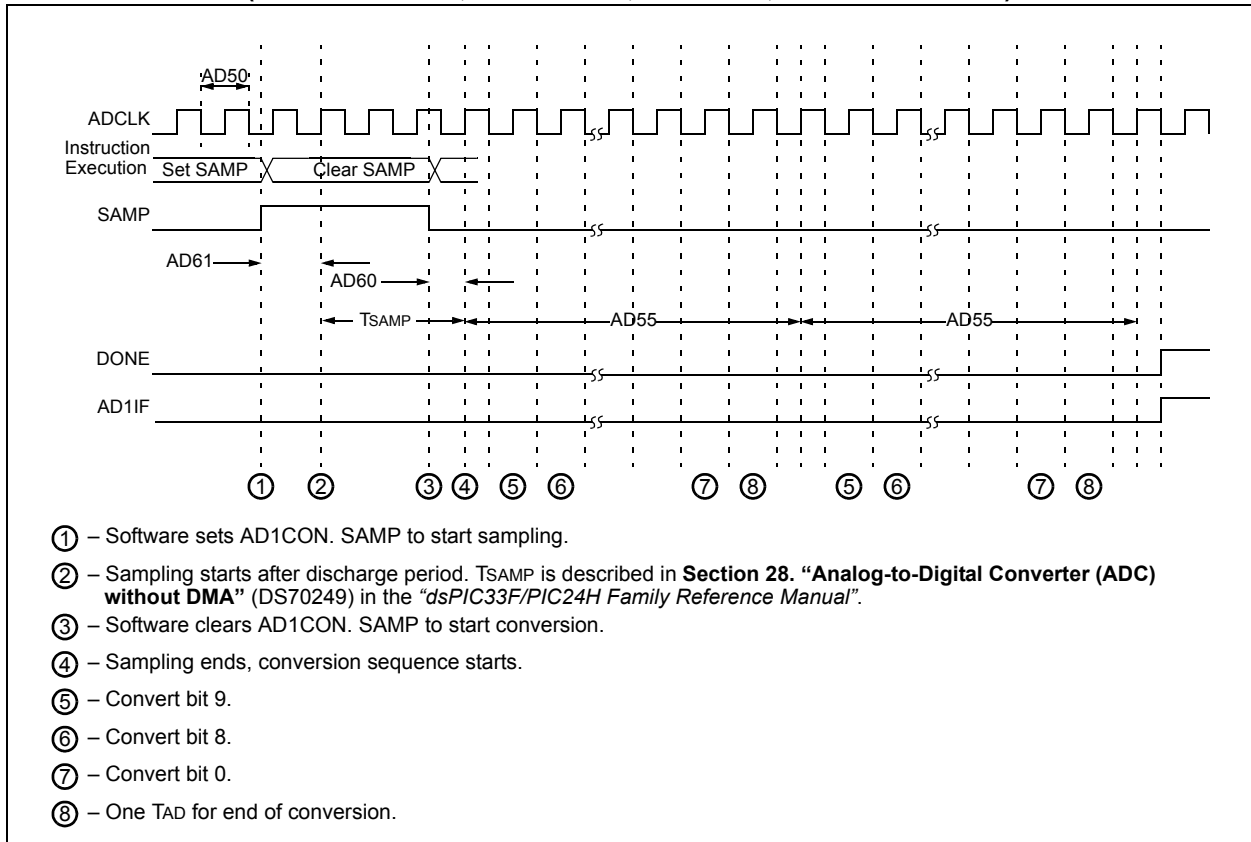 AD50
ADCLK
Instruction
Execution
Set SAMP
Clear SAMP
SAMP
AD61
AD60
TSAMP
AD55
AD55
DONE
AD1IF
1 2 3 4 5 6 7 8 5 6 7 8
1 – Software sets AD1CON. SAMP to start sampling.
2 – Sampling starts after discharge period. TSAMP is described in Section 28. “Analog-to-Digital Converter (ADC)
without DMA” (DS70249) in the “dsPIC33F/PIC24H Family Reference Manual”.
3 – Software clears AD1CON. SAMP to start conversion.
4 – Sampling ends, conversion sequence starts.
5 – Convert bit 9.
6 – Convert bit 8.
7 – Convert bit 0.
8 – One TAD for end of conversion.